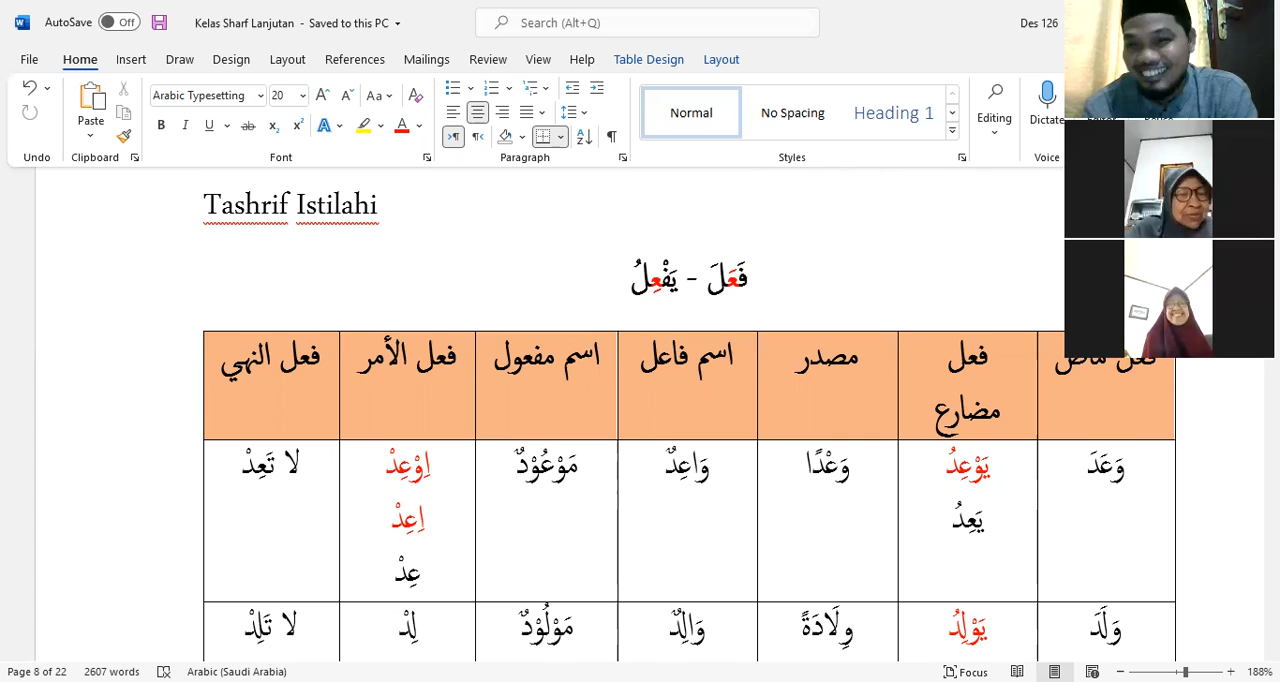 AutoSave Off Kelas Sharf Lanjutan - Saved to this PC Search (Alt+Q) Des 126
File Home Insert Draw Design Layout References Mailings Review View Help Table Design Layout
Arabic Typesetting 20 Aa Normal No Spacing Heading 1
Paste Editing Dictate
Undo Clipboard Font Paragraph Styles Voice
Tashrif Istilahi
فَعَلَ - يَفْعِلُ
فعل ماض فعل مضارع مصدر اسم فاعل اسم مفعول فعل الأمر فعل النهي
وَعَدَ يَوْعِدُ وَعْدًا وَاعِدٌ مَوْعُوْدٌ اِوْعِدْ لا تَعِدْ
يَعِدُ اِعِدْ
عِدْ
وَلَدَ يَوْلِدُ وِلَادَةً وَالِدٌ مَوْلُوْدٌ لِدْ لا تَلِدْ
Page 8 of 22 2607 words Arabic (Saudi Arabia) Focus 188%